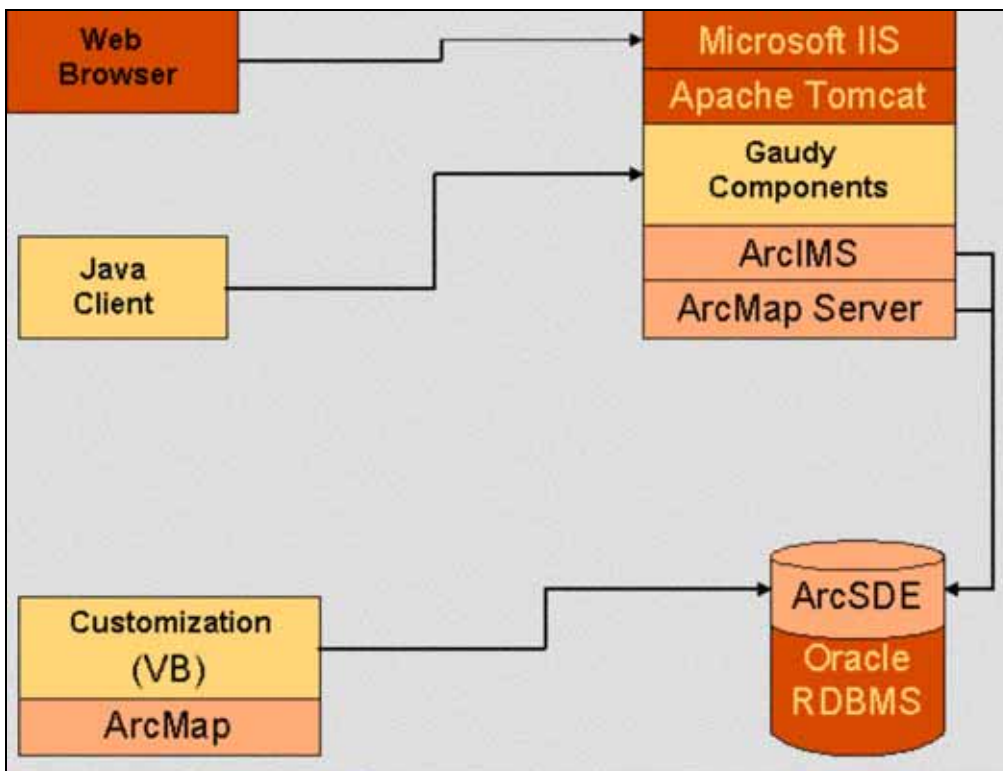 Web
Browser
Microsoft IIS
Apache Tomcat
Gaudy
Components
ArcIMS
ArcMap Server
Java
Client
Customization
(VB)
ArcMap
ArcSDE
Oracle
RDBMS